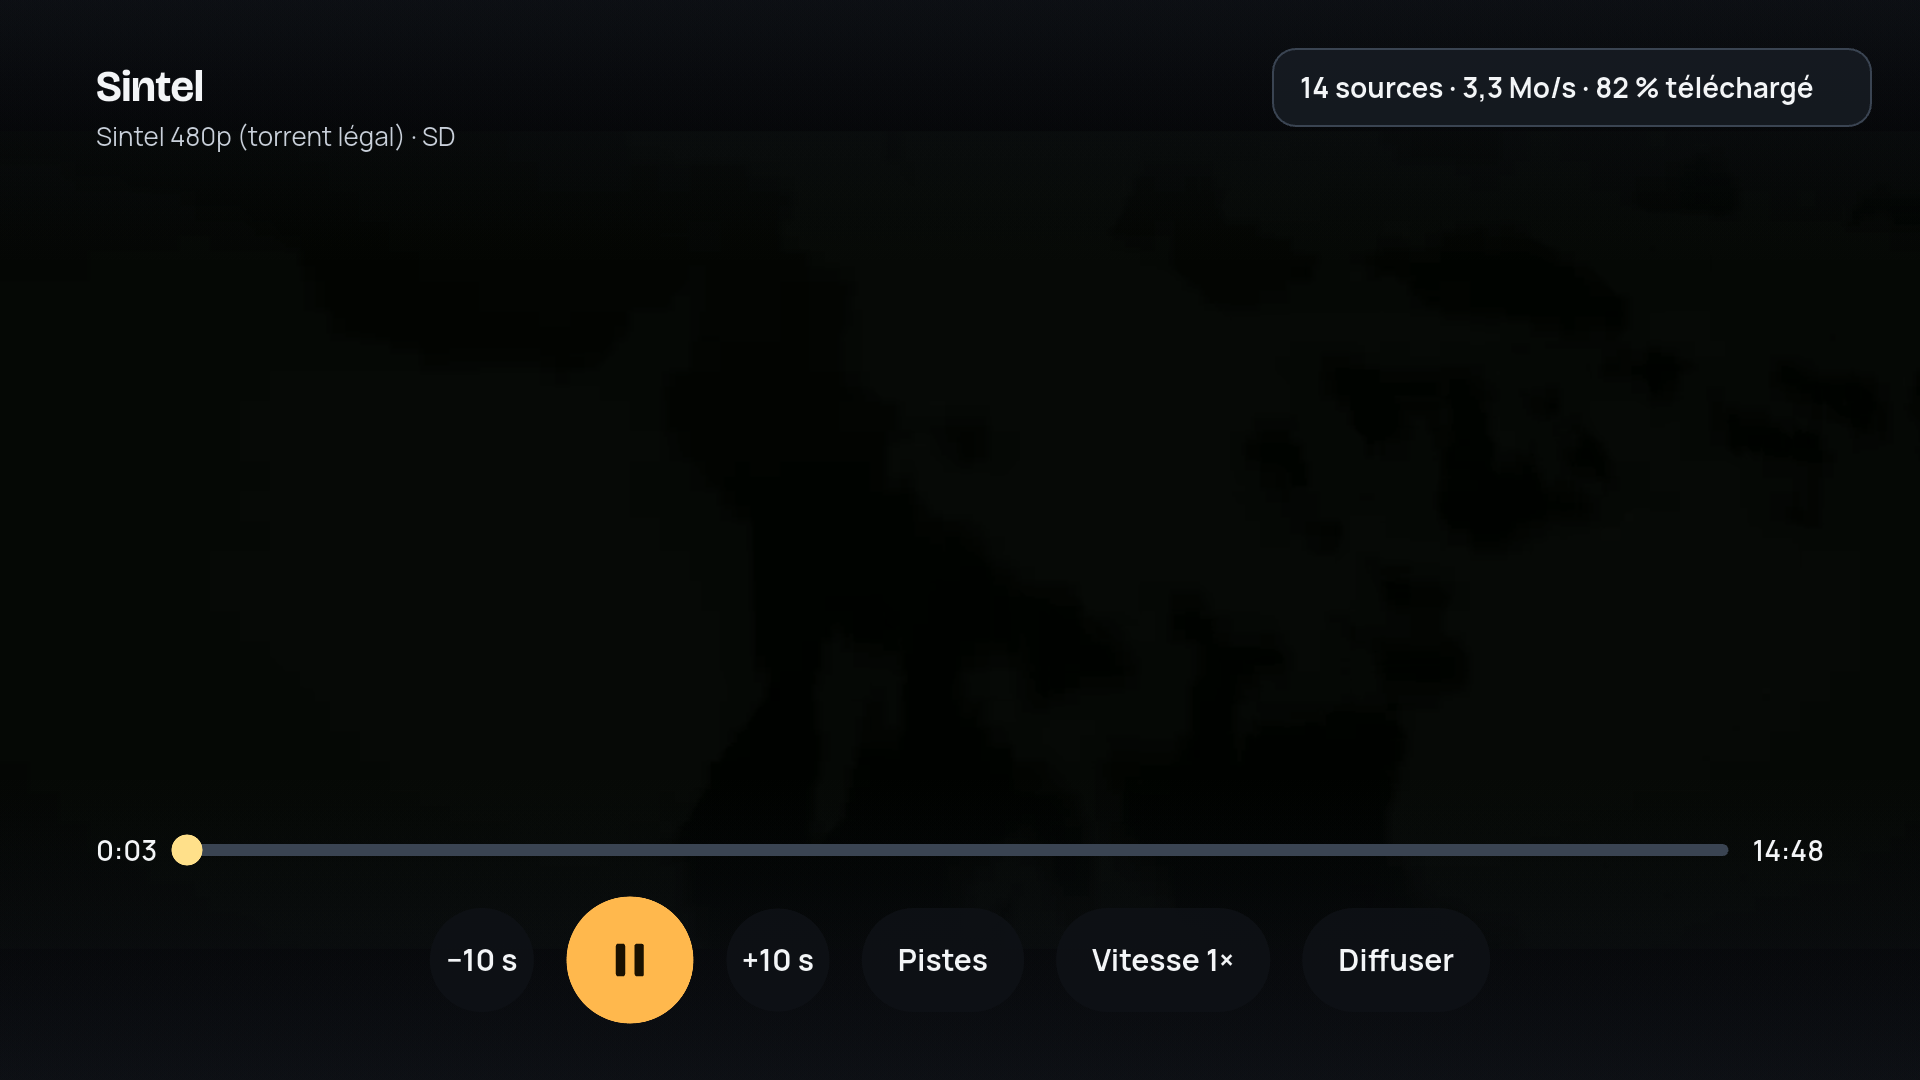 Sintel
Sintel 480p (torrent légal) · SD
14 sources · 3,3 Mo/s · 82 % téléchargé
0:03
14:48
−10 s
+10 s
Pistes
Vitesse 1×
Diffuser